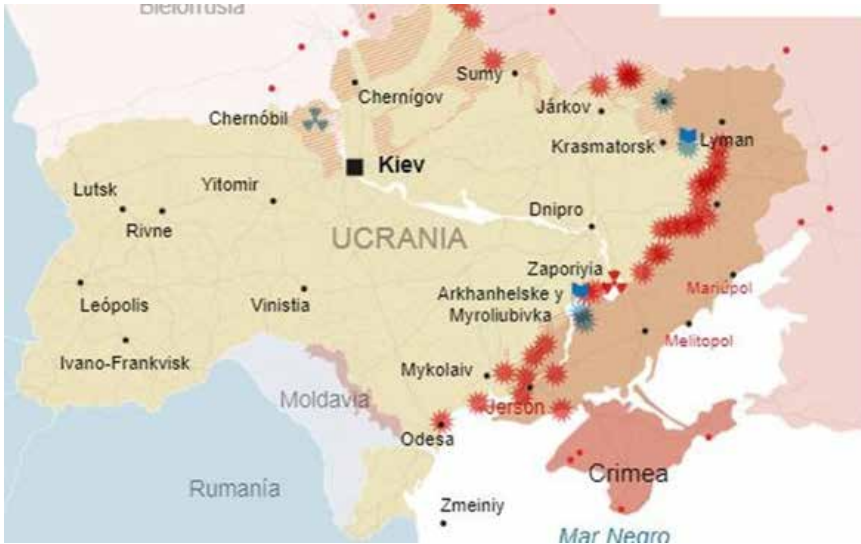 Bielorrusia
Sumy
Chernígov
Járkov
Chernóbil
Krasmatorsk
Lyman
Kiev
Lutsk
Yitomir
Rivne
Dnipro
UCRANIA
Zaporiyia
Mariúpol
Leópolis
Vinistia
Arkhanhelske y
Myroliubivka
Melitopol
Ivano-Frankvisk
Mykolaiv
Moldavia
Jersón
Odesa
Crimea
Rumanía
Zmeiniy
Mar Negro